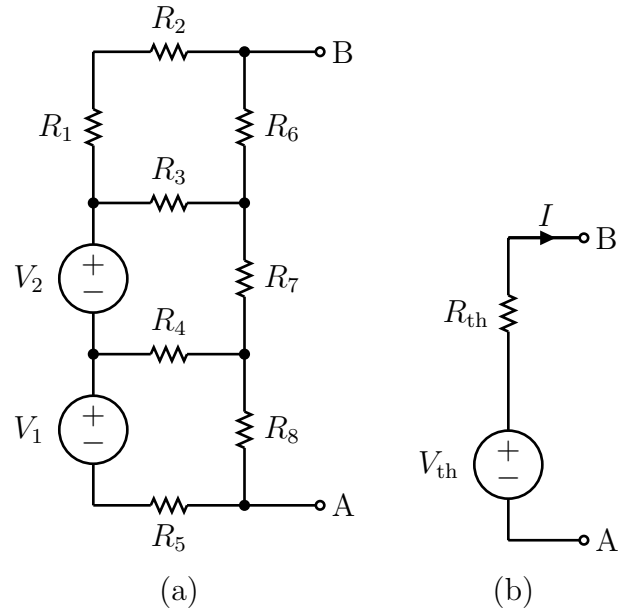 R2
B
R1
R6
R3
I
B
V2
+
−
R7
Rth
R4
V1
+
−
R8
Vth
+
−
R5
A
A
(a)
(b)